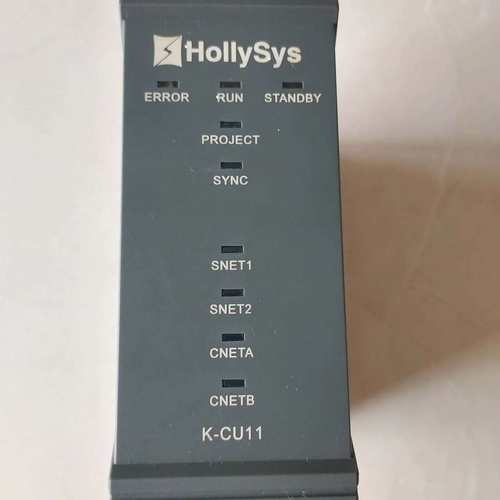 HollySys
ERROR RUN STANDBY
PROJECT
SYNC
SNET1
SNET2
CNETA
CNETB
K-CU11